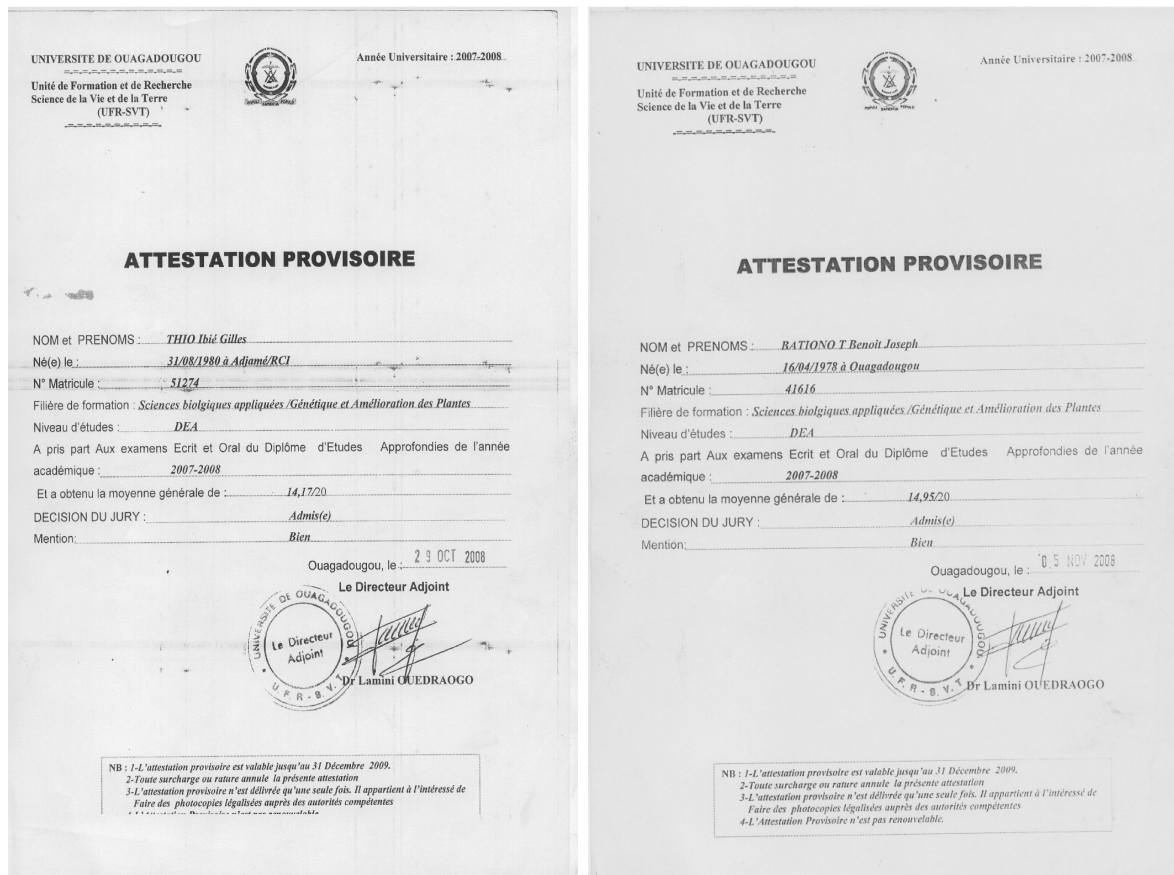 UNIVERSITE DE OUAGADOUGOU
Année Universitaire : 2007-2008
Unité de Formation et de Recherche
Science de la Vie et de la Terre
(UFR-SVT)
ATTESTATION PROVISOIRE
NOM et PRENOMS : THIO Ibié Gilles
Né(e) le : 31/08/1980 à Adjamé/RCI
N° Matricule : 51274
Filière de formation : Sciences biolgiques appliquées /Génétique et Amélioration des Plantes
Niveau d'études : DEA
A pris part Aux examens Ecrit et Oral du Diplôme d'Etudes Approfondies de l'année
académique : 2007-2008
Et a obtenu la moyenne générale de : 14,17/20
DECISION DU JURY : Admis(e)
Mention: Bien
Ouagadougou, le : 29 OCT 2008
Le Directeur Adjoint
UNIVERSITE DE OUAGADOUGOU
Le Directeur
Adjoint
U.F.R-S.V.T
Dr Lamini OUEDRAOGO
NB : 1-L'attestation provisoire est valable jusqu'au 31 Décembre 2009.
2-Toute surcharge ou rature annule la présente attestation
3-L'attestation provisoire n'est délivrée qu'une seule fois. Il appartient à l'intéressé de
Faire des photocopies légalisées auprès des autorités compétentes
4-L'Attestation Provisoire n'est pas renouvelable.
UNIVERSITE DE OUAGADOUGOU
Année Universitaire : 2007-2008
Unité de Formation et de Recherche
Science de la Vie et de la Terre
(UFR-SVT)
ATTESTATION PROVISOIRE
NOM et PRENOMS : BATIONO T Benoit Joseph
Né(e) le : 16/04/1978 à Ouagadougou
N° Matricule : 41616
Filière de formation : Sciences biolgiques appliquées /Génétique et Amélioration des Plantes
Niveau d'études : DEA
A pris part Aux examens Ecrit et Oral du Diplôme d'Etudes Approfondies de l'année
académique : 2007-2008
Et a obtenu la moyenne générale de : 14,95/20
DECISION DU JURY : Admis(e)
Mention: Bien
Ouagadougou, le : 05 NOV 2008
Le Directeur Adjoint
UNIVERSITE DE OUAGADOUGOU
Le Directeur
Adjoint
U.F.R-S.V.T
Dr Lamini OUEDRAOGO
NB : 1-L'attestation provisoire est valable jusqu'au 31 Décembre 2009.
2-Toute surcharge ou rature annule la présente attestation
3-L'attestation provisoire n'est délivrée qu'une seule fois. Il appartient à l'intéressé de
Faire des photocopies légalisées auprès des autorités compétentes
4-L'Attestation Provisoire n'est pas renouvelable.